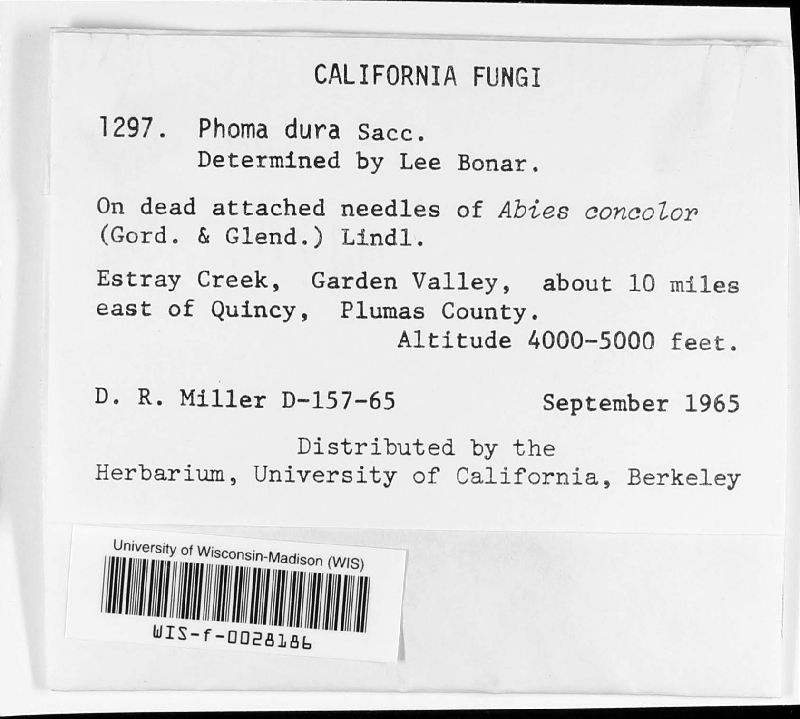 CALIFORNIA FUNGI
1297. Phoma dura Sacc.
Determined by Lee Bonar.
On dead attached needles of Abies concolor
(Gord. & Glend.) Lindl.
Estray Creek, Garden Valley, about 10 miles
east of Quincy, Plumas County.
Altitude 4000-5000 feet.
D. R. Miller D-157-65 September 1965
Distributed by the
Herbarium, University of California, Berkeley
University of Wisconsin-Madison (WIS)
WIS-f-0028186